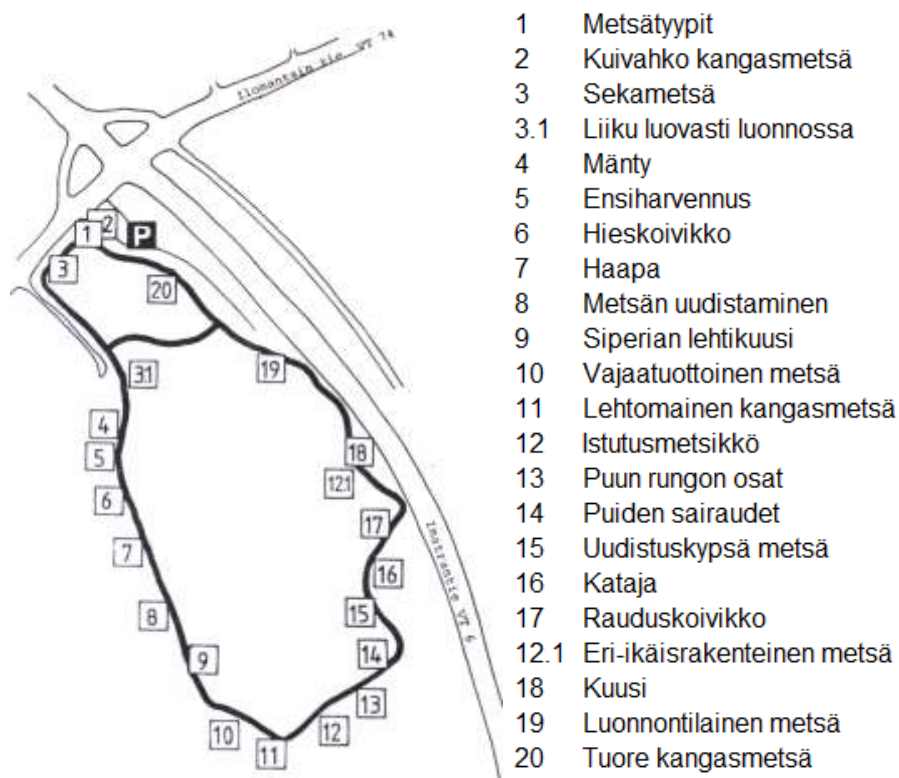 Ilomantsin tie VT 74
1
2
P
3
20
3.1
19
4
5
18
12.1
6
17
7
16
8
15
9
14
13
10
12
11
Imatrantie VT 6
1 Metsätyypit
2 Kuivahko kangasmetsä
3 Sekametsä
3.1 Liiku luovasti luonnossa
4 Mänty
5 Ensiharvennus
6 Hieskoivikko
7 Haapa
8 Metsän uudistaminen
9 Siperian lehtikuusi
10 Vajaatuottoinen metsä
11 Lehtomainen kangasmetsä
12 Istutusmetsikkö
13 Puun rungon osat
14 Puiden sairaudet
15 Uudistuskypsä metsä
16 Kataja
17 Rauduskoivikko
12.1 Eri-ikäisrakenteinen metsä
18 Kuusi
19 Luonnontilainen metsä
20 Tuore kangasmetsä